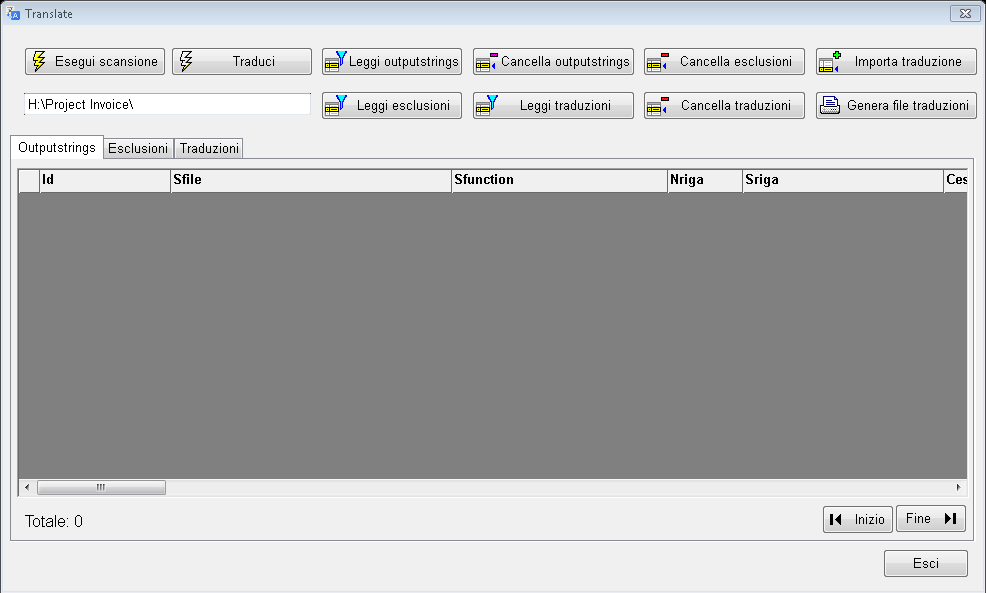 Translate
Esegui scansione Traduci Leggi outputstrings Cancella outputstrings Cancella esclusioni Importa traduzione
H:\Project Invoice\ Leggi esclusioni Leggi traduzioni Cancella traduzioni Genera file traduzioni
Outputstrings Esclusioni Traduzioni
Id Sfile Sfunction Nriga Sriga Ces
Totale: 0 Inizio Fine
Esci